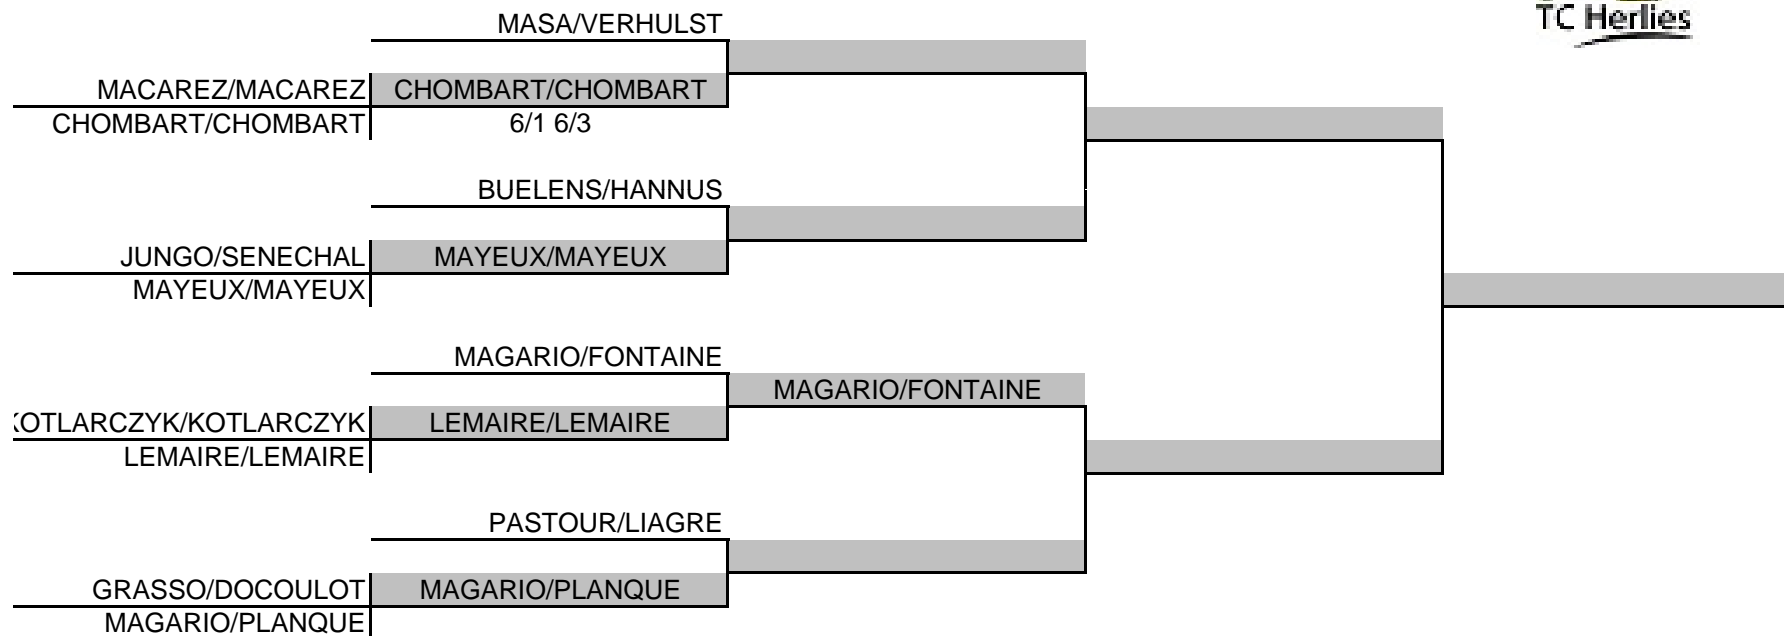 TC Herlies
MASA/VERHULST
MACAREZ/MACAREZ CHOMBART/CHOMBART
CHOMBART/CHOMBART 6/1 6/3
BUELENS/HANNUS
JUNGO/SENECHAL MAYEUX/MAYEUX
MAYEUX/MAYEUX
MAGARIO/FONTAINE
MAGARIO/FONTAINE
KOTLARCZYK/KOTLARCZYK LEMAIRE/LEMAIRE
LEMAIRE/LEMAIRE
PASTOUR/LIAGRE
GRASSO/DOCOULOT MAGARIO/PLANQUE
MAGARIO/PLANQUE